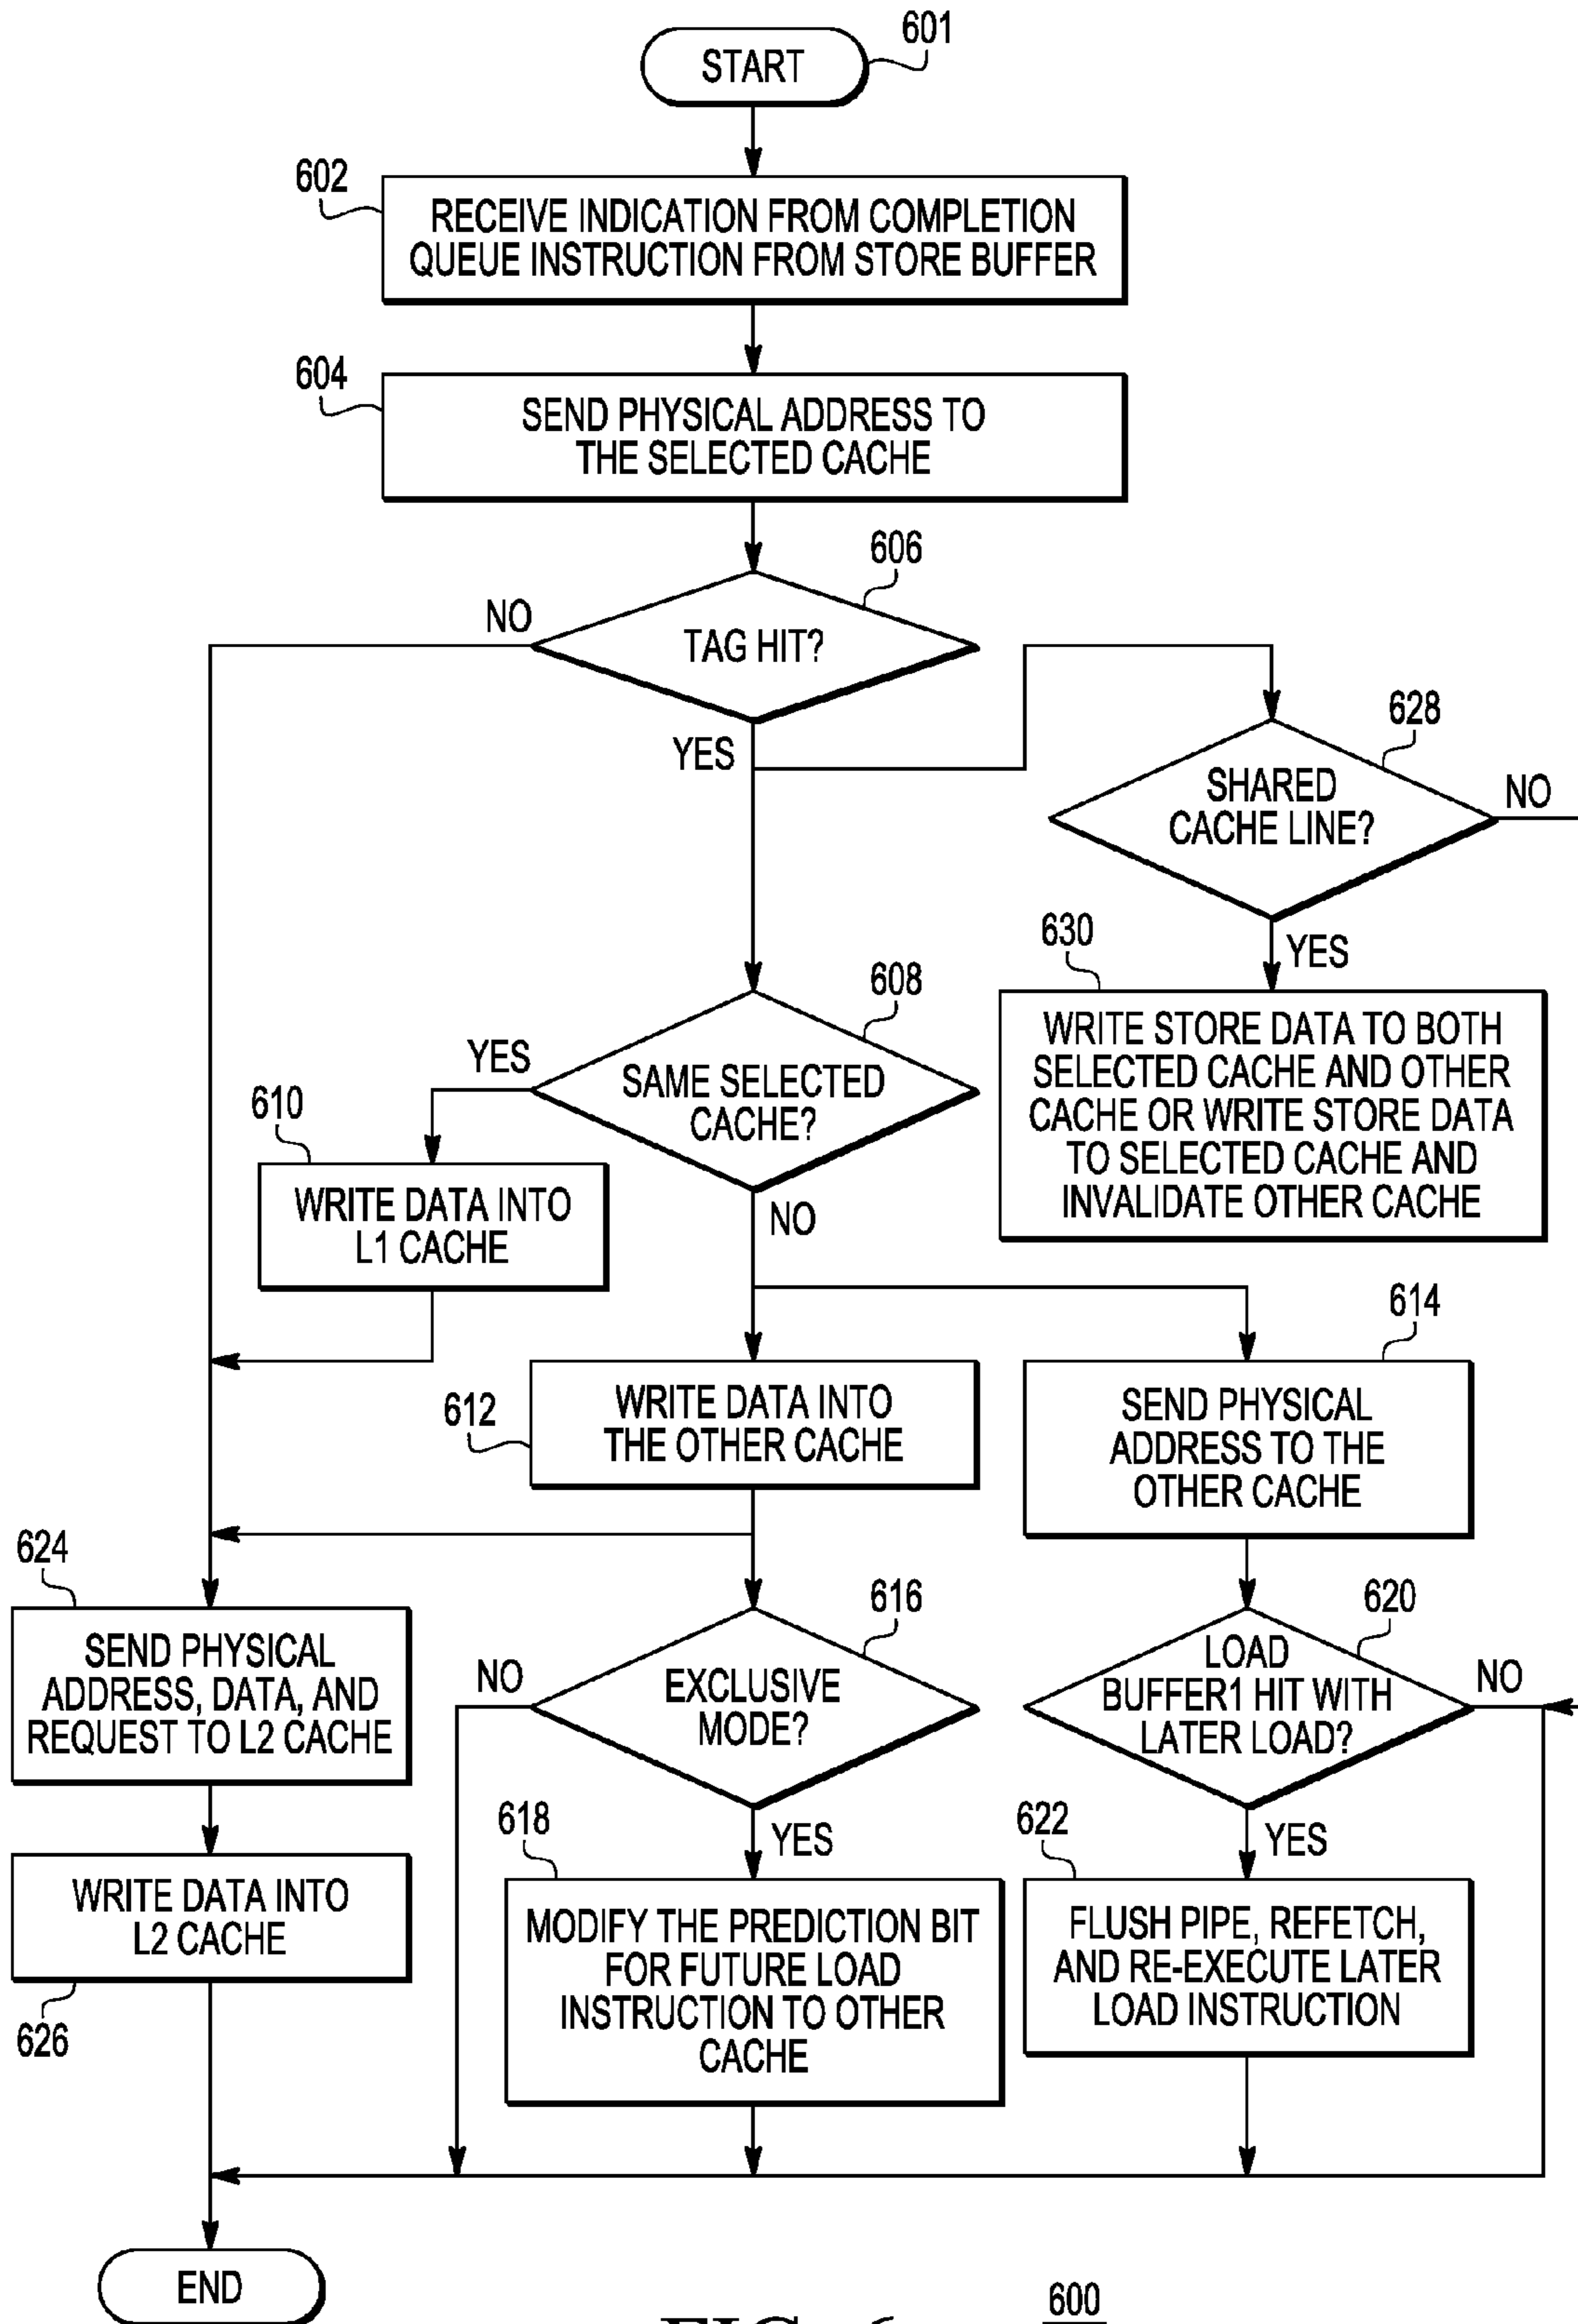 601
START
602
RECEIVE INDICATION FROM COMPLETION
QUEUE INSTRUCTION FROM STORE BUFFER
604
SEND PHYSICAL ADDRESS TO
THE SELECTED CACHE
606
NO
TAG HIT?
YES
628
SHARED
CACHE LINE?
NO
YES
630
WRITE STORE DATA TO BOTH
SELECTED CACHE AND OTHER
CACHE OR WRITE STORE DATA
TO SELECTED CACHE AND
INVALIDATE OTHER CACHE
608
YES
SAME SELECTED
CACHE?
NO
610
WRITE DATA INTO
L1 CACHE
612
WRITE DATA INTO
THE OTHER CACHE
614
SEND PHYSICAL
ADDRESS TO THE
OTHER CACHE
624
SEND PHYSICAL
ADDRESS, DATA, AND
REQUEST TO L2 CACHE
616
NO
EXCLUSIVE
MODE?
YES
620
LOAD
BUFFER1 HIT WITH
LATER LOAD?
NO
YES
626
WRITE DATA INTO
L2 CACHE
618
MODIFY THE PREDICTION BIT
FOR FUTURE LOAD
INSTRUCTION TO OTHER
CACHE
622
FLUSH PIPE, REFETCH,
AND RE-EXECUTE LATER
LOAD INSTRUCTION
END
600